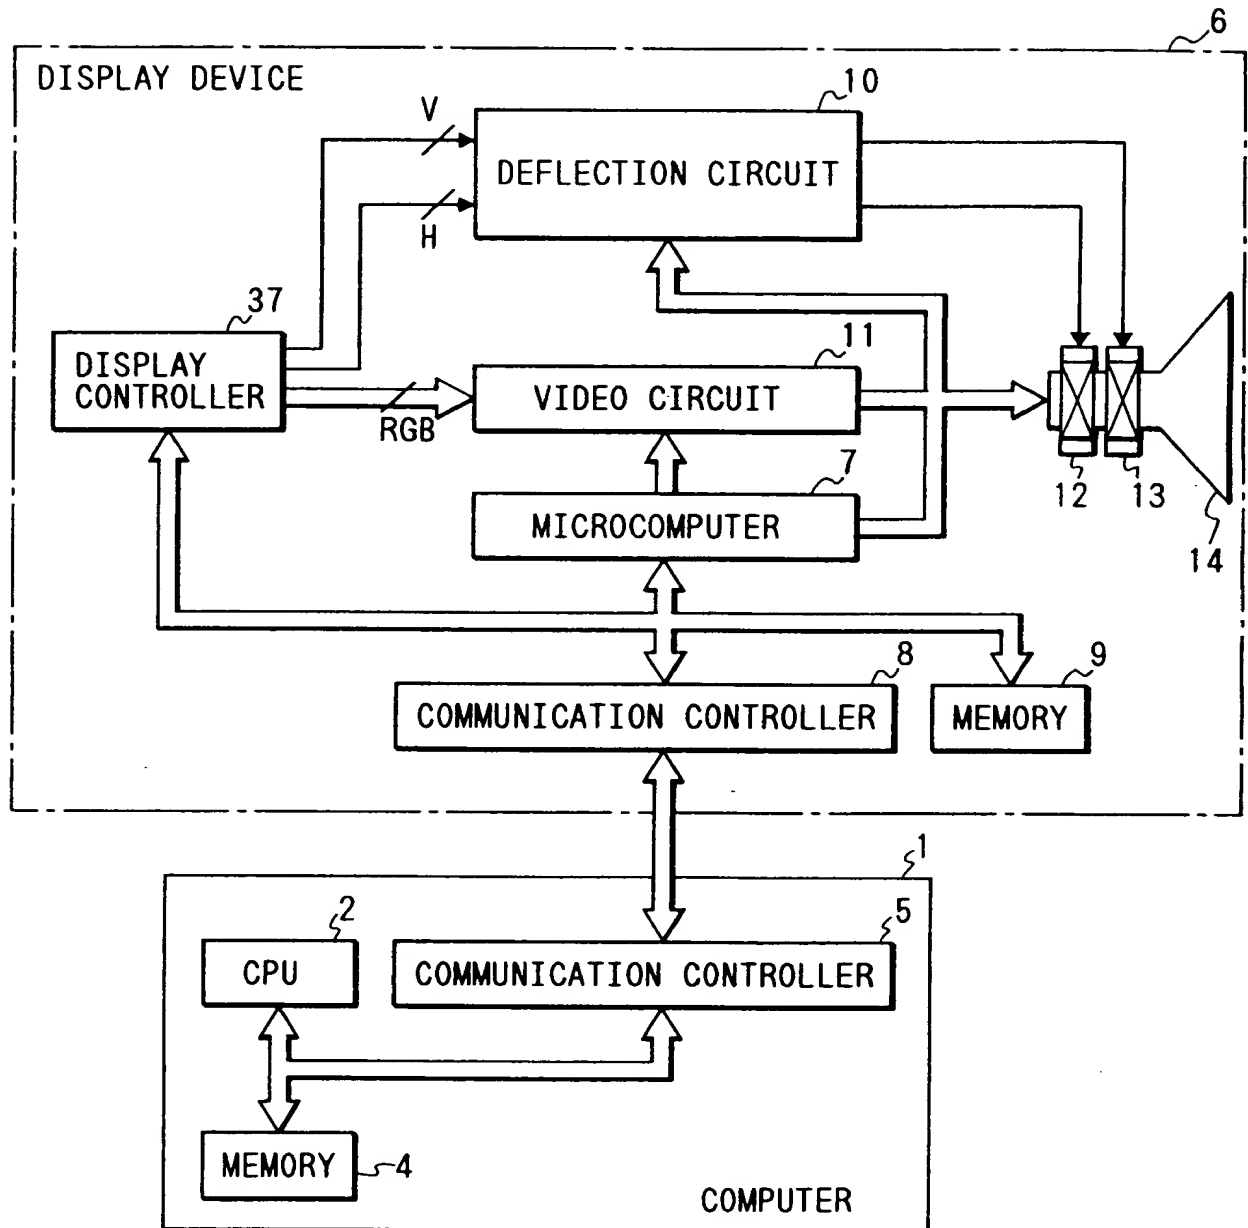 6
DISPLAY DEVICE
10
V
DEFLECTION CIRCUIT
H
37
DISPLAY
CONTROLLER
11
VIDEO CIRCUIT
RGB
7
MICROCOMPUTER
12
13
14
8
COMMUNICATION CONTROLLER
9
MEMORY
1
2
CPU
5
COMMUNICATION CONTROLLER
MEMORY
4
COMPUTER